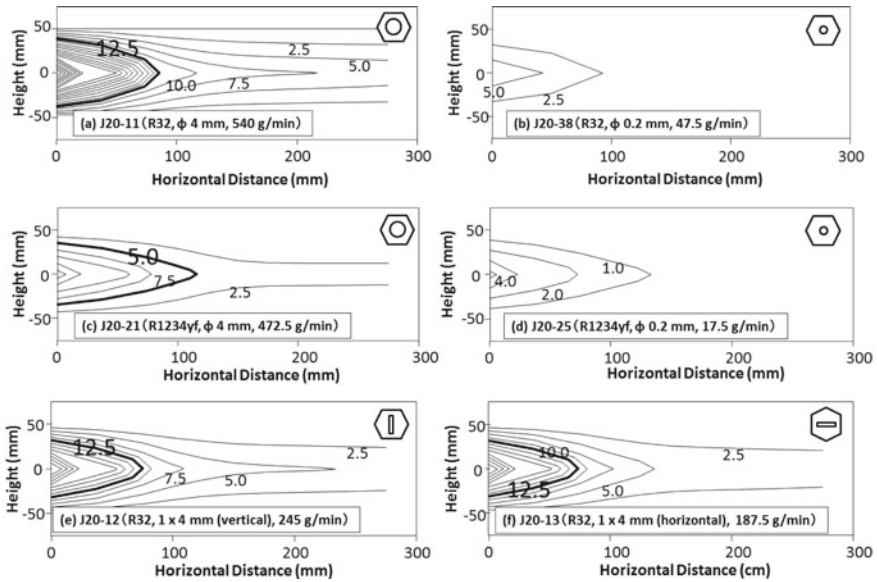 Height (mm)
50
0
-50
12.5
2.5
5.0
10.0
7.5
(a) J20-11(R32, ϕ 4 mm, 540 g/min)
0 100 200 300
Horizontal Distance (mm)
Height (mm)
50
0
-50
5.0
2.5
(b) J20-38 (R32, ϕ 0.2 mm, 47.5 g/min)
0 100 200 300
Horizontal Distance (mm)
Height (mm)
50
0
-50
5.0
7.5
2.5
(c) J20-21 (R1234yf, ϕ 4 mm, 472.5 g/min)
0 100 200 300
Horizontal Distance (mm)
Height (mm)
50
0
-50
1.0
4.0
2.0
(d) J20-25 (R1234yf, ϕ 0.2 mm, 17.5 g/min)
0 100 200 300
Horizontal Distance (mm)
Height (mm)
50
0
-50
12.5
2.5
7.5
5.0
(e) J20-12 (R32, 1 x 4 mm (vertical), 245 g/min)
0 100 200 300
Horizontal Distance (mm)
Height (mm)
50
0
-50
10.0
2.5
12.5
5.0
(f) J20-13 (R32, 1 x 4 mm (horizontal), 187.5 g/min)
0 100 200 300
Horizontal Distance (cm)